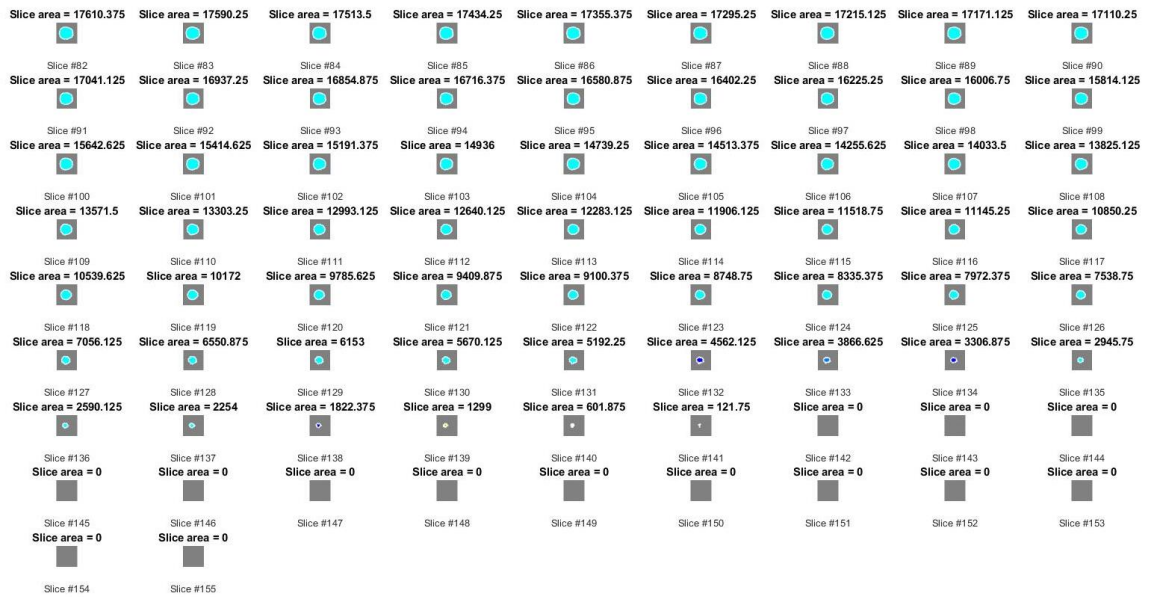 Slice area = 17610.375 Slice area = 17590.25 Slice area = 17513.5 Slice area = 17434.25 Slice area = 17355.375 Slice area = 17295.25 Slice area = 17215.125 Slice area = 17171.125 Slice area = 17110.25
Slice #82 Slice #83 Slice #84 Slice #85 Slice #86 Slice #87 Slice #88 Slice #89 Slice #90
Slice area = 17041.125 Slice area = 16937.25 Slice area = 16854.875 Slice area = 16716.375 Slice area = 16580.875 Slice area = 16402.25 Slice area = 16225.25 Slice area = 16006.75 Slice area = 15814.125
Slice #91 Slice #92 Slice #93 Slice #94 Slice #95 Slice #96 Slice #97 Slice #98 Slice #99
Slice area = 15642.625 Slice area = 15414.625 Slice area = 15191.375 Slice area = 14936 Slice area = 14739.25 Slice area = 14513.375 Slice area = 14255.625 Slice area = 14033.5 Slice area = 13825.125
Slice #100 Slice #101 Slice #102 Slice #103 Slice #104 Slice #105 Slice #106 Slice #107 Slice #108
Slice area = 13571.5 Slice area = 13303.25 Slice area = 12993.125 Slice area = 12640.125 Slice area = 12283.125 Slice area = 11906.125 Slice area = 11518.75 Slice area = 11145.25 Slice area = 10850.25
Slice #109 Slice #110 Slice #111 Slice #112 Slice #113 Slice #114 Slice #115 Slice #116 Slice #117
Slice area = 10539.625 Slice area = 10172 Slice area = 9785.625 Slice area = 9409.875 Slice area = 9100.375 Slice area = 8748.75 Slice area = 8335.375 Slice area = 7972.375 Slice area = 7538.75
Slice #118 Slice #119 Slice #120 Slice #121 Slice #122 Slice #123 Slice #124 Slice #125 Slice #126
Slice area = 7056.125 Slice area = 6550.875 Slice area = 6153 Slice area = 5670.125 Slice area = 5192.25 Slice area = 4562.125 Slice area = 3866.625 Slice area = 3306.875 Slice area = 2945.75
Slice #127 Slice #128 Slice #129 Slice #130 Slice #131 Slice #132 Slice #133 Slice #134 Slice #135
Slice area = 2590.125 Slice area = 2254 Slice area = 1822.375 Slice area = 1299 Slice area = 601.875 Slice area = 121.75 Slice area = 0 Slice area = 0 Slice area = 0
Slice #136 Slice #137 Slice #138 Slice #139 Slice #140 Slice #141 Slice #142 Slice #143 Slice #144
Slice area = 0 Slice area = 0 Slice area = 0 Slice area = 0 Slice area = 0 Slice area = 0 Slice area = 0 Slice area = 0 Slice area = 0
Slice #145 Slice #146 Slice #147 Slice #148 Slice #149 Slice #150 Slice #151 Slice #152 Slice #153
Slice area = 0 Slice area = 0
Slice #154 Slice #155